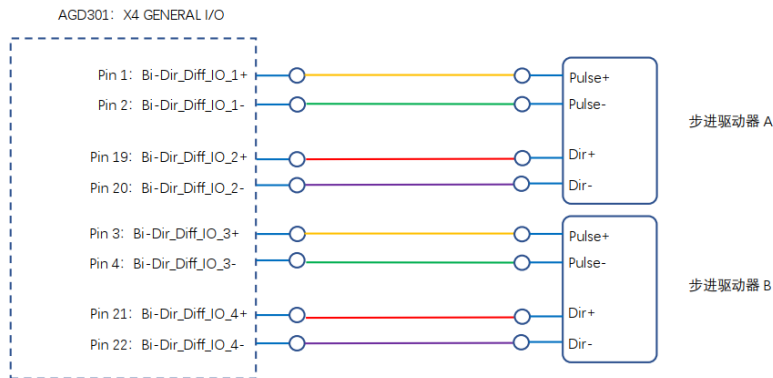 AGD301：X4 GENERAL I/O
Pin 1：Bi-Dir_Diff_IO_1+
Pin 2：Bi-Dir_Diff_IO_1-
Pin 19：Bi-Dir_Diff_IO_2+
Pin 20：Bi-Dir_Diff_IO_2-
Pin 3：Bi-Dir_Diff_IO_3+
Pin 4：Bi-Dir_Diff_IO_3-
Pin 21：Bi-Dir_Diff_IO_4+
Pin 22：Bi-Dir_Diff_IO_4-
Pulse+
Pulse-
Dir+
Dir-
步进驱动器 A
Pulse+
Pulse-
Dir+
Dir-
步进驱动器 B